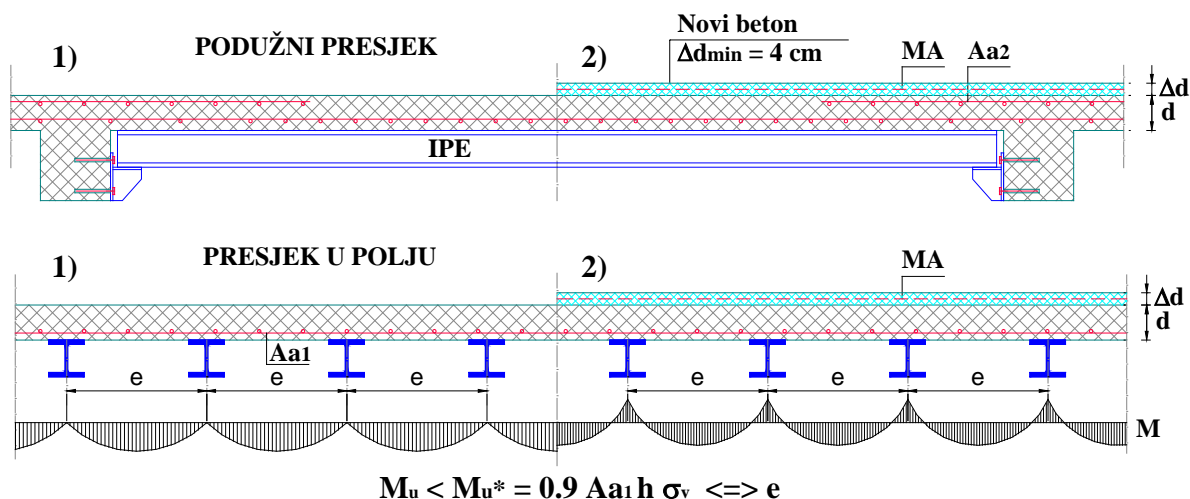 1)
PODUŽNI PRESJEK
2)
Novi beton
Δdmin = 4 cm
MA
Aa2
Δd
d
IPE
1)
PRESJEK U POLJU
2)
MA
Δd
d
Aa1
e
e
e
e
e
e
M
Mu < Mu* = 0.9 Aa1 h σv <=> e